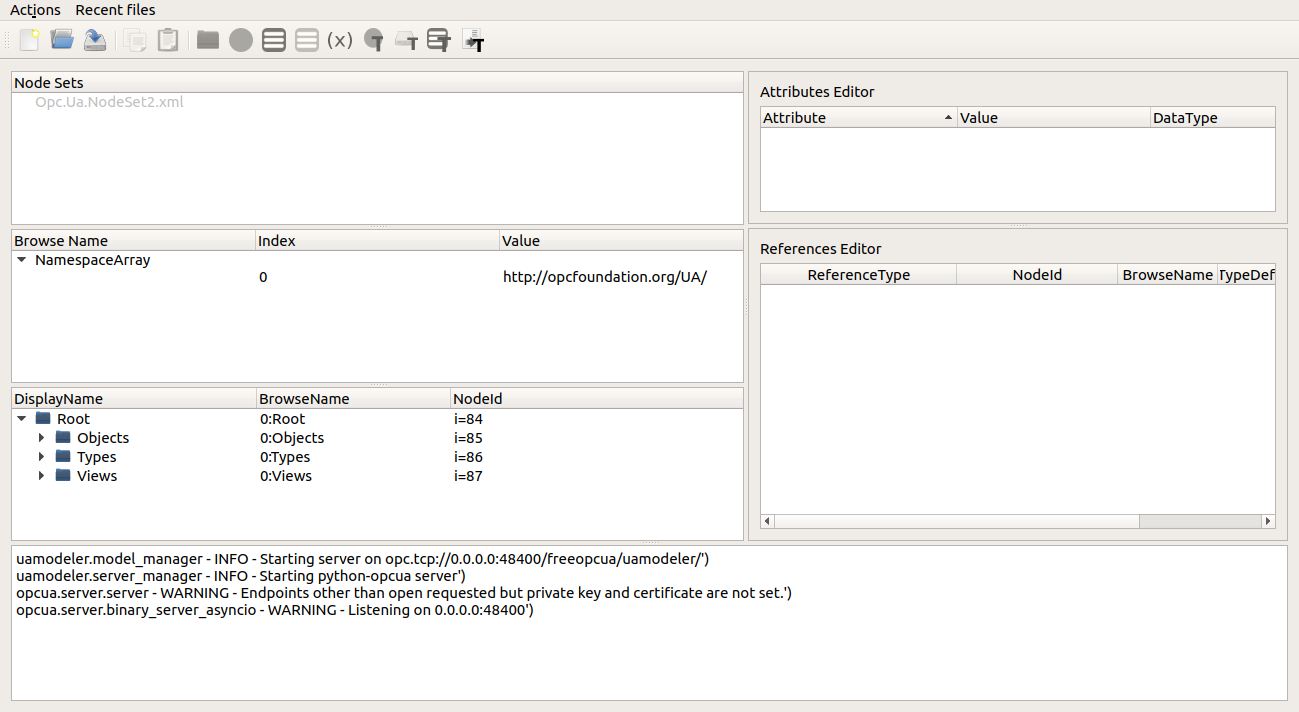 Actions Recent files
(x) T T T T
Node Sets
Opc.Ua.NodeSet2.xml
Attributes Editor
Attribute Value DataType
Browse Name Index Value
NamespaceArray
0 http://opcfoundation.org/UA/
References Editor
ReferenceType NodeId BrowseName TypeDef
DisplayName BrowseName NodeId
Root 0:Root i=84
Objects 0:Objects i=85
Types 0:Types i=86
Views 0:Views i=87
uamodeler.model_manager - INFO - Starting server on opc.tcp://0.0.0.0:48400/freeopcua/uamodeler/')
uamodeler.server_manager - INFO - Starting python-opcua server')
opcua.server.server - WARNING - Endpoints other than open requested but private key and certificate are not set.')
opcua.server.binary_server_asyncio - WARNING - Listening on 0.0.0.0:48400')